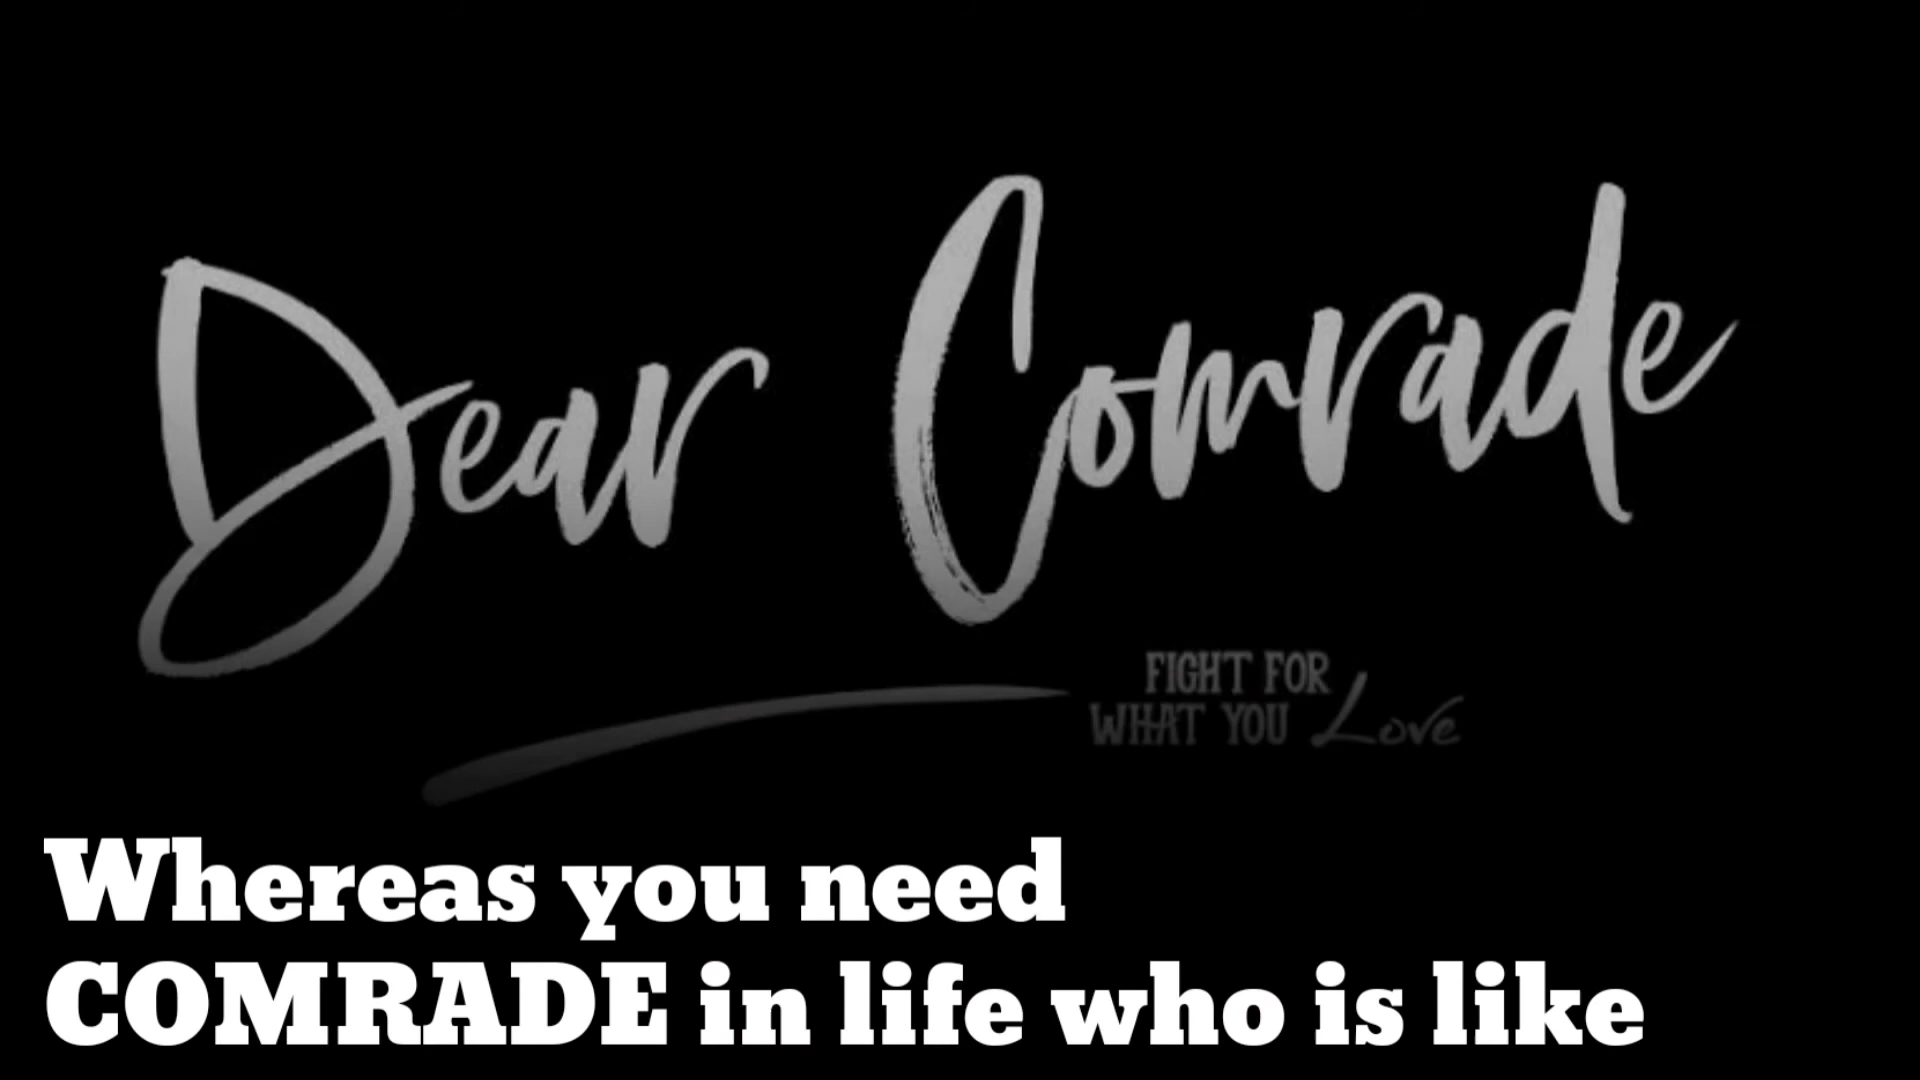 Dear Comrade
FIGHT FOR
WHAT YOU Love
Whereas you need
COMRADE in life who is like